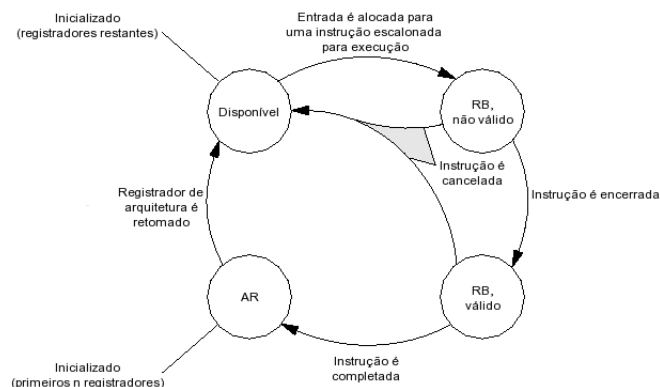 Inicializado
(registradores restantes)
Entrada é alocada para
uma instrução escalonada
para execução
Disponível
RB,
não válido
Instrução é
cancelada
Instrução é encerrada
Registrador de
arquitetura é
retomado
AR
RB,
válido
Inicializado
(primeiros n registradores)
Instrução é
completada